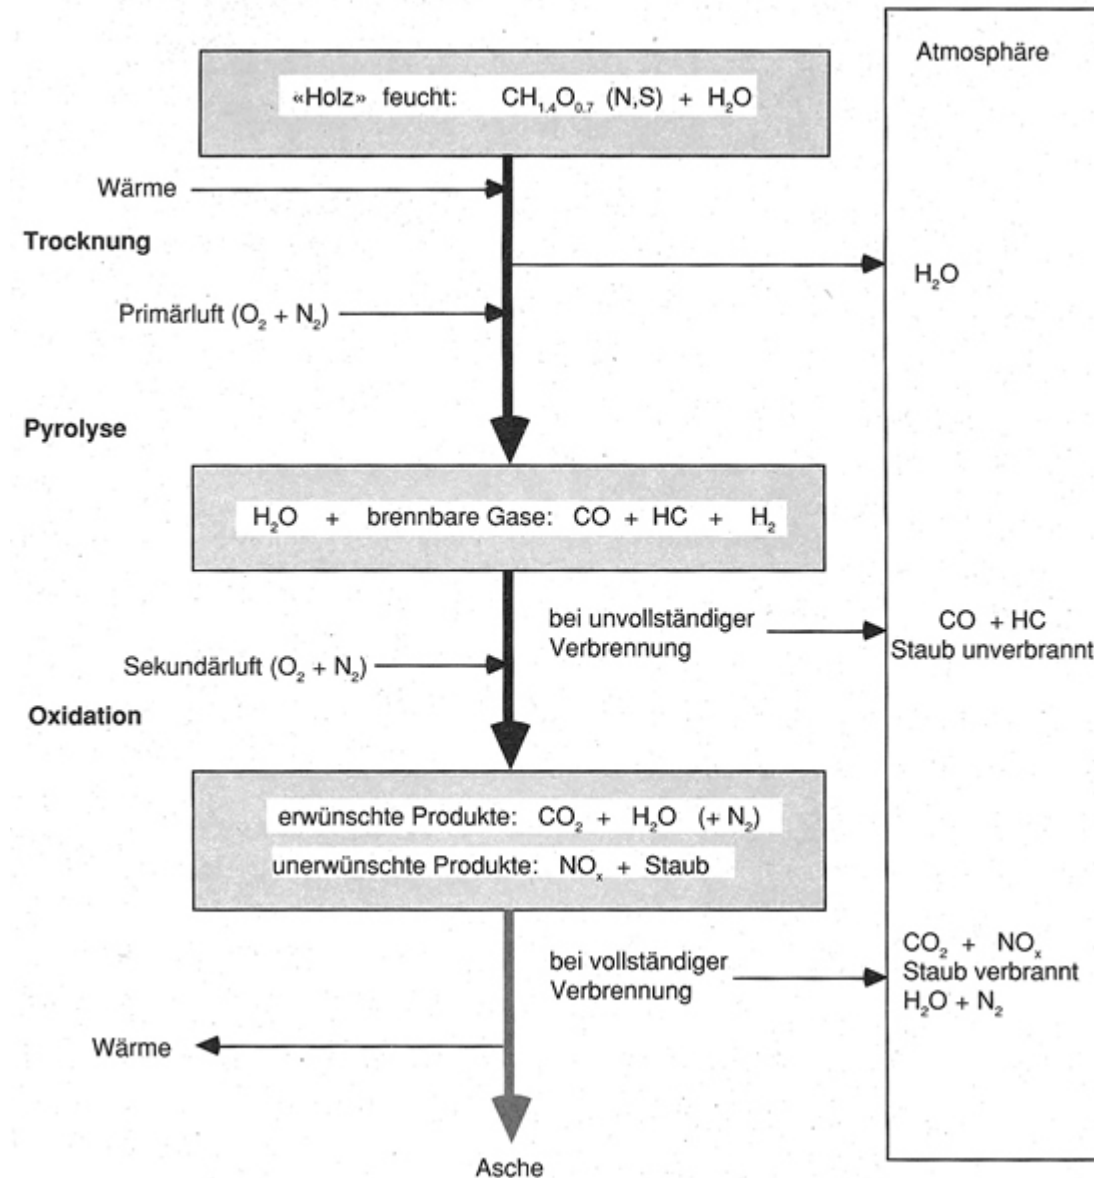 Atmosphäre
«Holz» feucht: CH₁.₄O₀.₇ (N,S) + H₂O
Wärme
Trocknung
H₂O
Primärluft (O₂ + N₂)
Pyrolyse
H₂O + brennbare Gase: CO + HC + H₂
bei unvollständiger
Verbrennung
CO + HC
Staub unverbrannt
Sekundärluft (O₂ + N₂)
Oxidation
erwünschte Produkte: CO₂ + H₂O (+ N₂)
unerwünschte Produkte: NOₓ + Staub
bei vollständiger
Verbrennung
CO₂ + NOₓ
Staub verbrannt
H₂O + N₂
Wärme
Asche